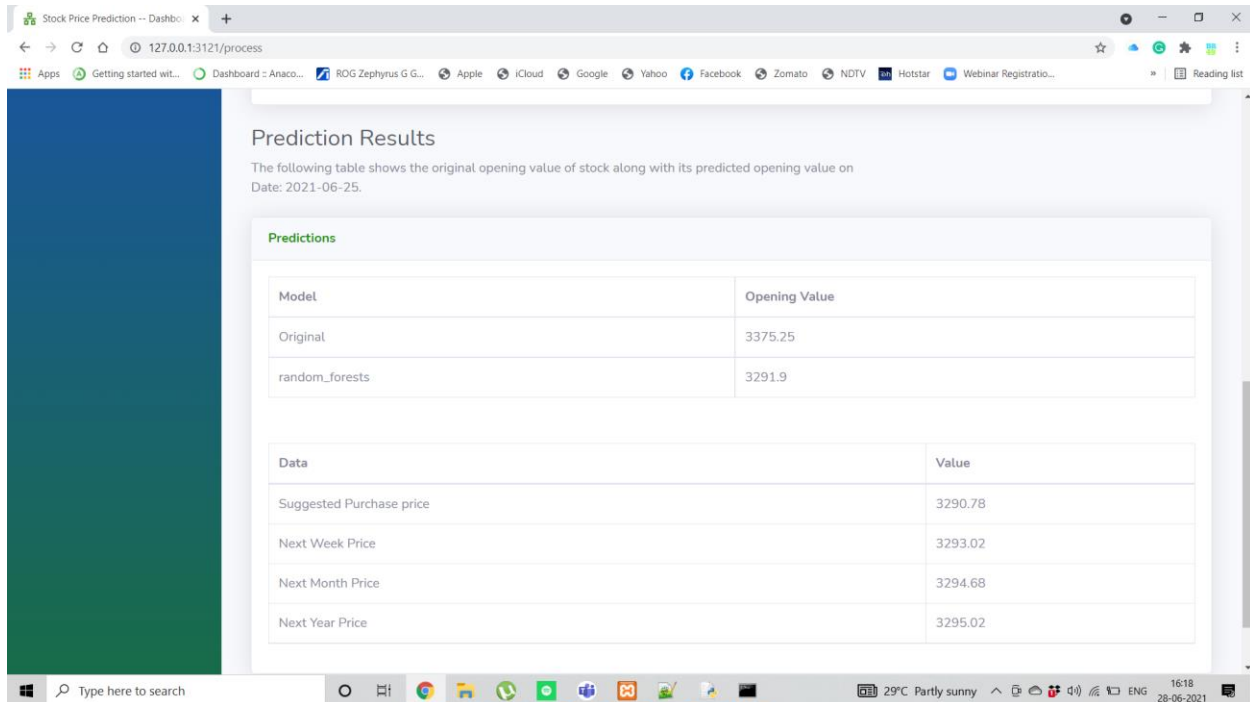 Stock Price Prediction -- Dashbo
127.0.0.1:3121/process
Apps Getting started wit... Dashboard :: Anaco... ROG Zephyrus G G... Apple iCloud Google Yahoo Facebook Zomato NDTV Hotstar Webinar Registratio... » Reading list
Prediction Results
The following table shows the original opening value of stock along with its predicted opening value on
Date: 2021-06-25.
Predictions
Model Opening Value
Original 3375.25
random_forests 3291.9
Data Value
Suggested Purchase price 3290.78
Next Week Price 3293.02
Next Month Price 3294.68
Next Year Price 3295.02
Type here to search 29°C Partly sunny ENG 16:18
28-06-2021